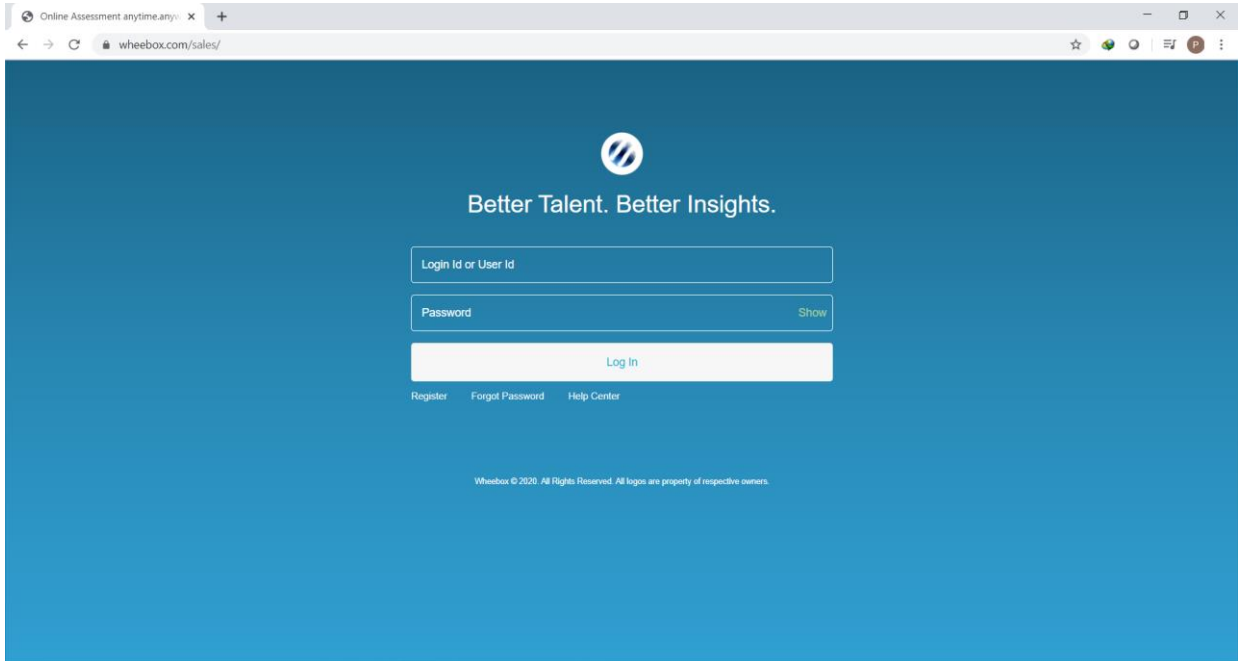 Online Assessment anytime.anyw
wheebox.com/sales/
P
Better Talent. Better Insights.
Login Id or User Id
Password Show
Log In
Register Forgot Password Help Center
Wheebox © 2020. All Rights Reserved. All logos are property of respective owners.